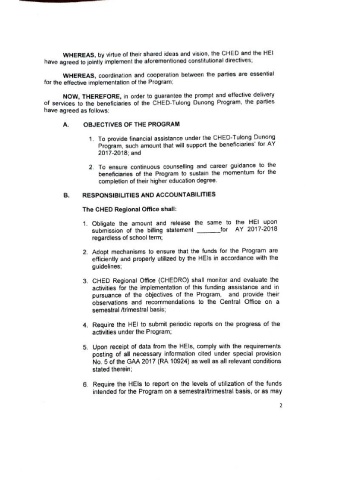 WHEREAS, by virtue of their shared ideas and vision, the CHED and the HEI
have agreed to jointly implement the aforementioned constitutional directives;
WHEREAS, coordination and cooperation between the parties are essential
for the effective implementation of the Program;
NOW, THEREFORE, in order to guarantee the prompt and effective delivery
of services to the beneficiaries of the CHED-Tulong Dunong Program, the parties
have agreed as follows:
A. OBJECTIVES OF THE PROGRAM
1. To provide financial assistance under the CHED-Tulong Dunong
Program, such amount that will support the beneficiaries' for AY
2017-2018; and
2. To ensure continuous counselling and career guidance to the
beneficiaries of the Program to sustain the momentum for the
completion of their higher education degree.
B. RESPONSIBILITIES AND ACCOUNTABILITIES
The CHED Regional Office shall:
1. Obligate the amount and release the same to the HEI upon
submission of the billing statement ______for AY 2017-2018
regardless of school term;
2. Adopt mechanisms to ensure that the funds for the Program are
efficiently and properly utilized by the HEIs in accordance with the
guidelines;
3. CHED Regional Office (CHEDRO) shall monitor and evaluate the
activities for the implementation of this funding assistance and in
pursuance of the objectives of the Program, and provide their
observations and recommendations to the Central Office on a
semestral /trimestral basis;
4. Require the HEI to submit periodic reports on the progress of the
activities under the Program;
5. Upon receipt of data from the HEIs, comply with the requirements
posting of all necessary information cited under special provision
No. 5 of the GAA 2017 (RA 10924) as well as all relevant conditions
stated therein;
6. Require the HEIs to report on the levels of utilization of the funds
intended for the Program on a semestral/trimestral basis, or as may
2